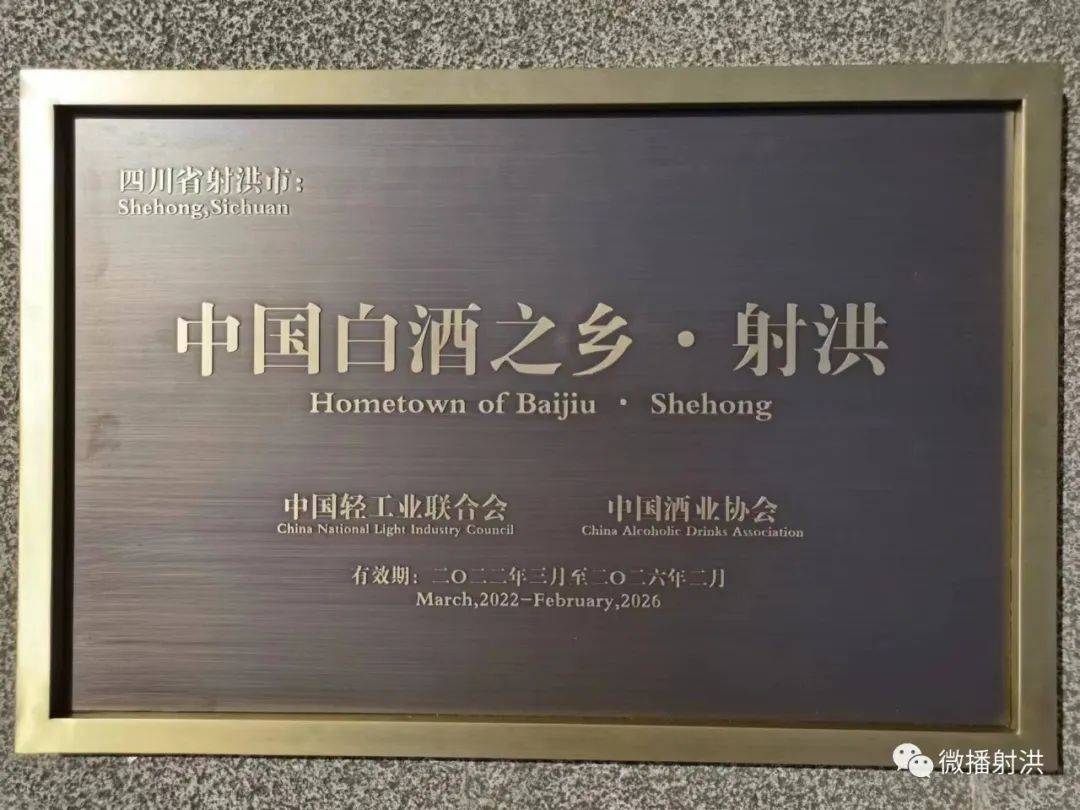 四川省射洪市：
Shehong,Sichuan
中国白酒之乡·射洪
Hometown of Baijiu · Shehong
中国轻工业联合会
China National Light Industry Council
中国酒业协会
China Alcoholic Drinks Association
有效期：二〇二二年三月至二〇二六年二月
March,2022-February,2026
微播射洪